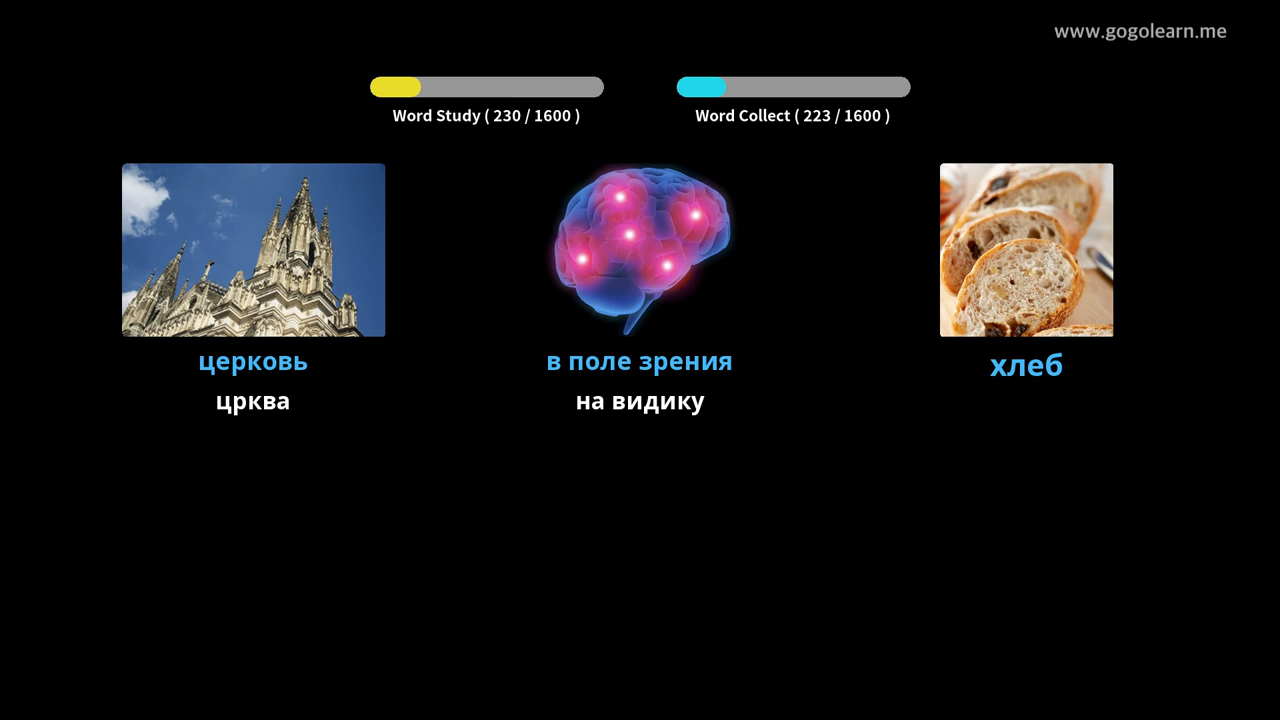 www.gogolearn.me
Word Study ( 230 / 1600 )
Word Collect ( 223 / 1600 )
церковь
црква
в поле зрения
на видику
хлеб